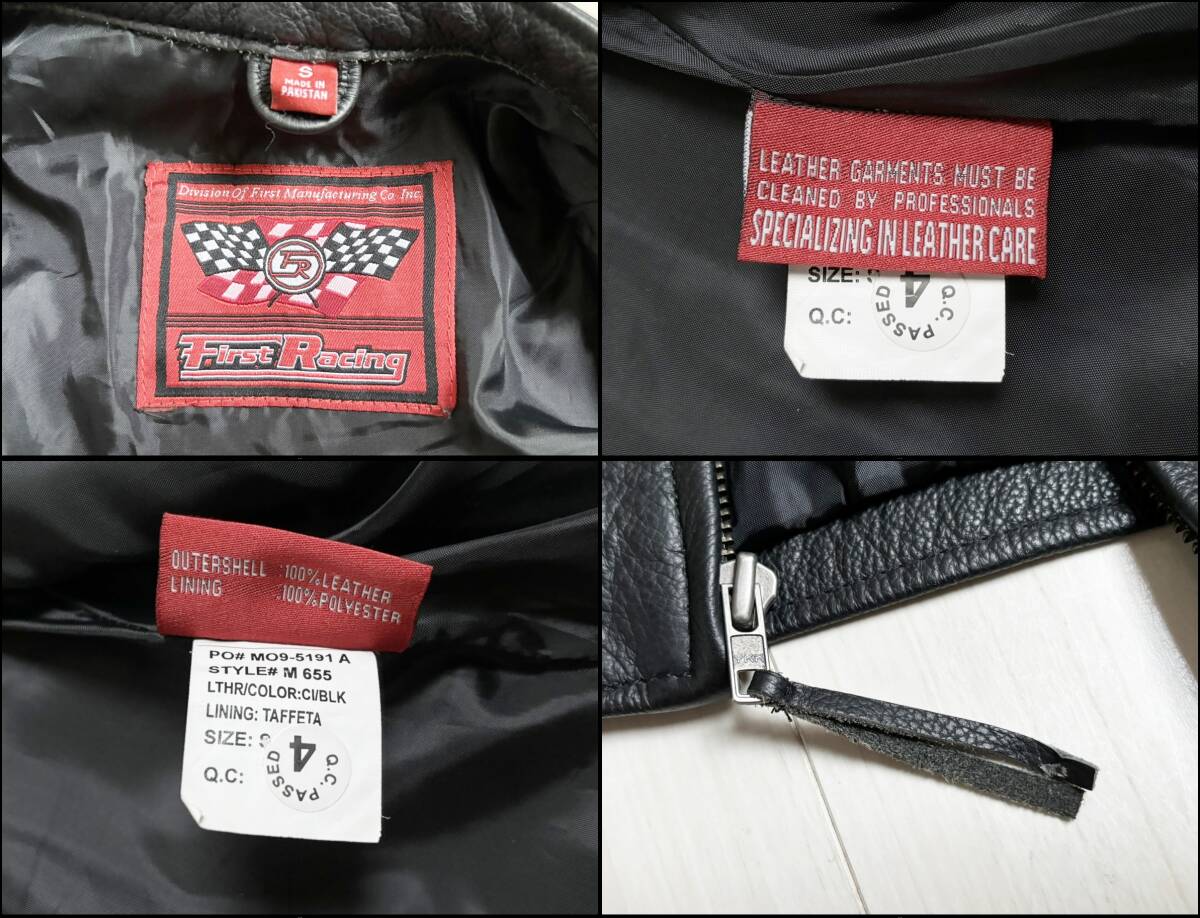 S
MADE IN
PAKISTAN
Division Of First Manufacturing Co Inc.
FR
First Racing
LEATHER GARMENTS MUST BE
CLEANED BY PROFESSIONALS
SPECIALIZING IN LEATHER CARE
SIZE: S
Q.C:
4
Q.C. PASSED
OUTERSHELL :100%LEATHER
LINING :100%POLYESTER
PO# MO9-5191 A
STYLE# M 655
LTHR/COLOR:CI/BLK
LINING: TAFFETA
SIZE: S
Q.C:
4
Q.C. PASSED